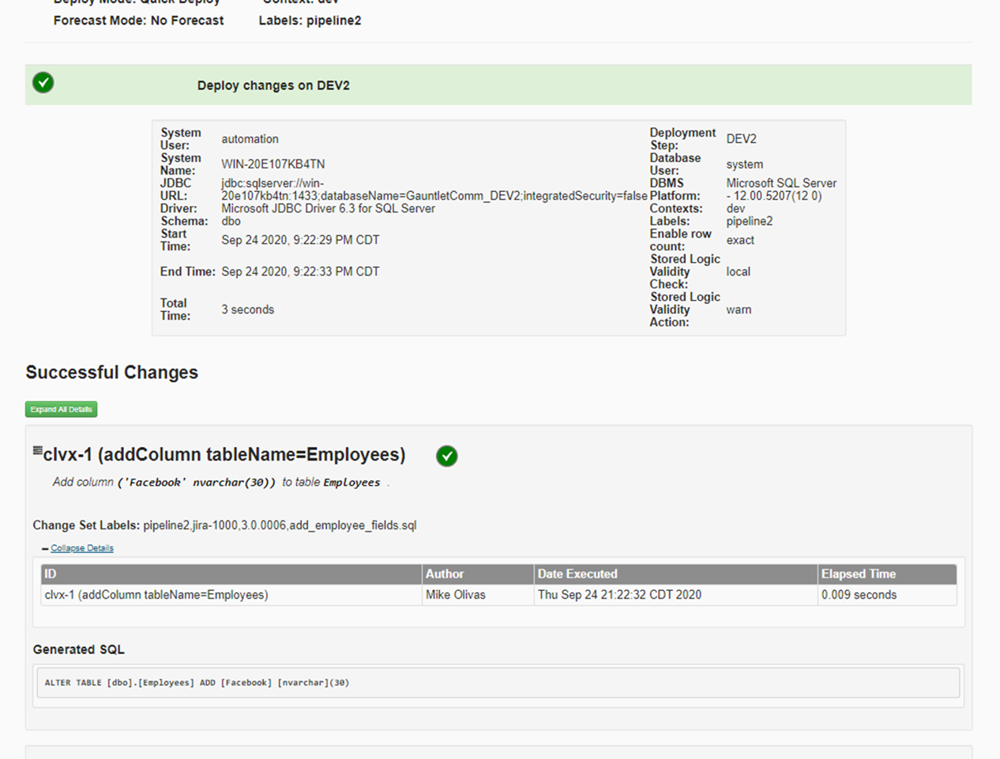 Deploy Mode: Quick Deploy Context: dev
Forecast Mode: No Forecast Labels: pipeline2
Deploy changes on DEV2
System User: automation
System Name: WIN-20E107KB4TN
JDBC URL: jdbc:sqlserver://win-
20e107kb4tn:1433;databaseName=GauntletComm_DEV2;integratedSecurity=false
Driver: Microsoft JDBC Driver 6.3 for SQL Server
Schema: dbo
Start Time: Sep 24 2020, 9:22:29 PM CDT
End Time: Sep 24 2020, 9:22:33 PM CDT
Total Time: 3 seconds
Deployment Step: DEV2
Database User: system
DBMS Platform: Microsoft SQL Server
- 12.00.5207(12 0)
Contexts: dev
Labels: pipeline2
Enable row count: exact
Stored Logic Validity Check: local
Stored Logic Validity Action: warn
Successful Changes
Expand All Details
clvx-1 (addColumn tableName=Employees)
Add column ('Facebook' nvarchar(30)) to table Employees .
Change Set Labels: pipeline2,jira-1000,3.0.0006,add_employee_fields.sql
Collapse Details
ID Author Date Executed Elapsed Time
clvx-1 (addColumn tableName=Employees) Mike Olivas Thu Sep 24 21:22:32 CDT 2020 0.009 seconds
Generated SQL
ALTER TABLE [dbo].[Employees] ADD [Facebook] [nvarchar](30)